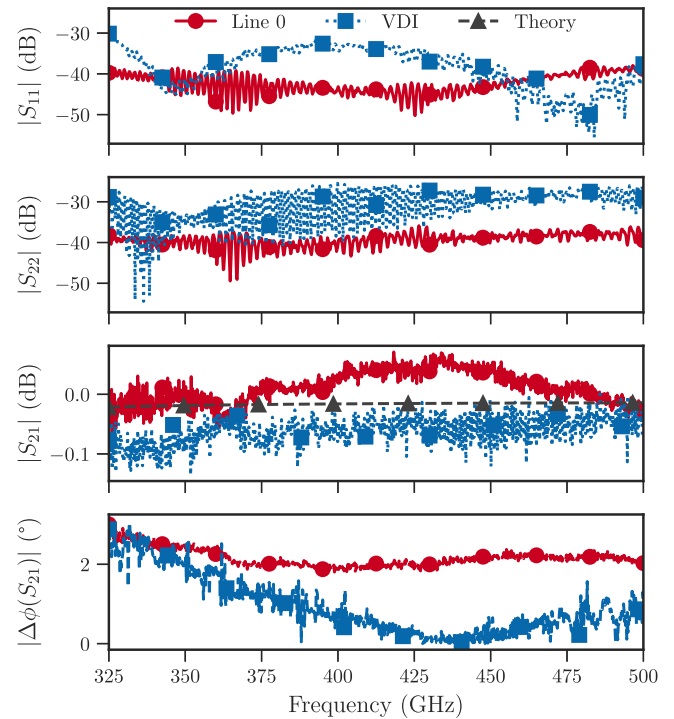 Line 0 VDI Theory
|S₁₁| (dB)
−30
−40
−50
|S₂₂| (dB)
−30
−40
−50
|S₂₁| (dB)
0.0
−0.1
|Δϕ(S₂₁)| (°)
2
0
325 350 375 400 425 450 475 500
Frequency (GHz)